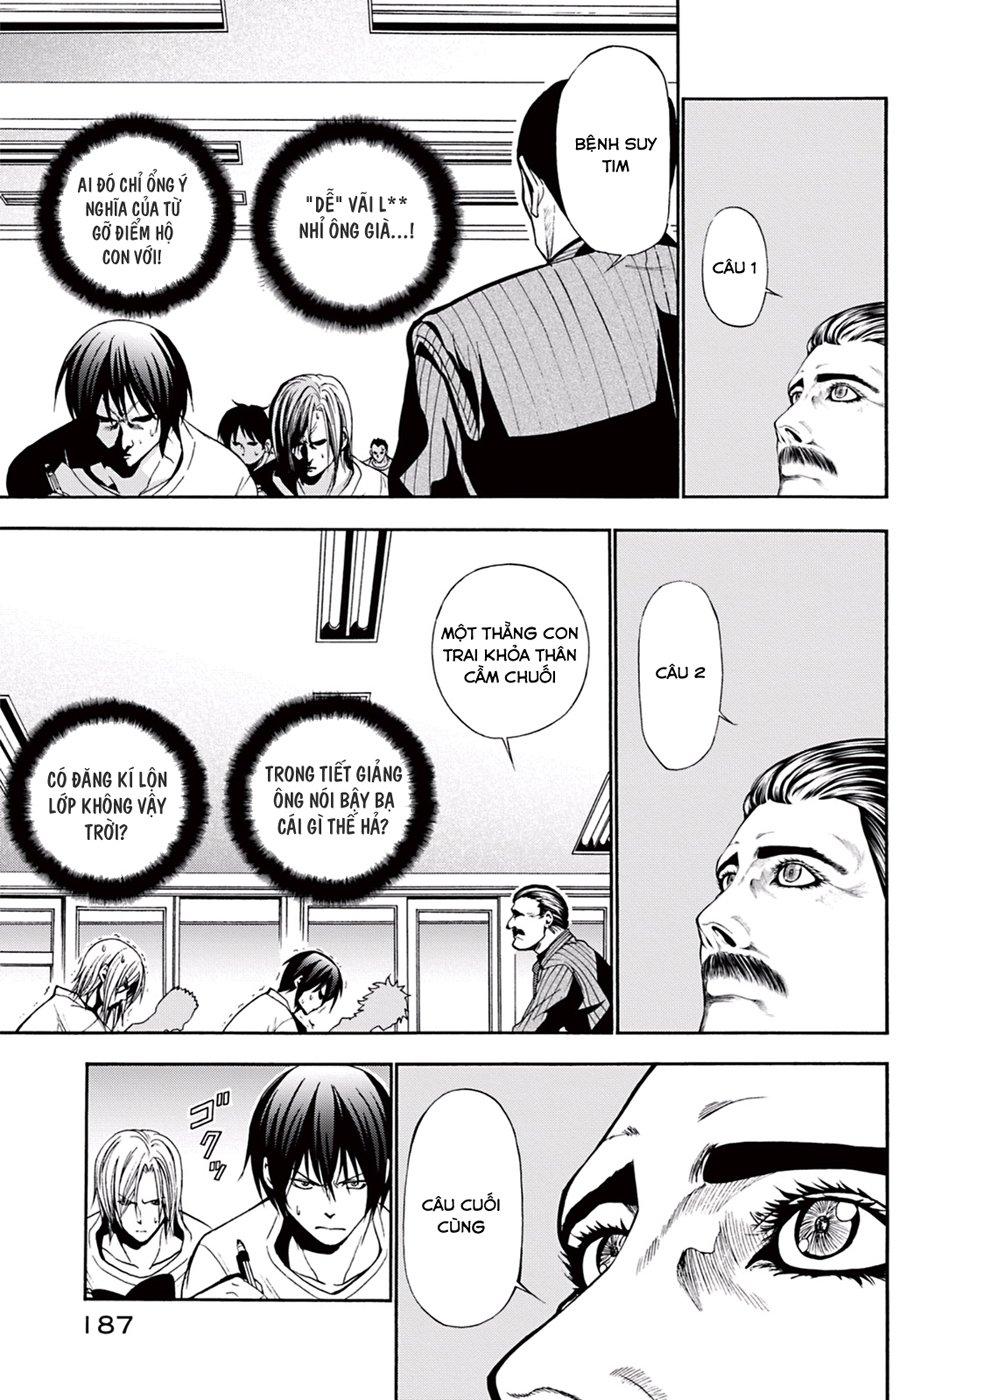 CÂU 1
BỆNH SUY
TIM
"DỄ" VÃI L**
NHỈ ÔNG GIÀ...!
AI ĐÓ CHỈ ỔNG Ý
NGHĨA CỦA TỪ
GỠ ĐIỂM HỘ
CON VỚI!
CÂU 2
MỘT THẰNG CON
TRAI KHỎA THÂN
CẦM CHUỐI
TRONG TIẾT GIẢNG
ÔNG NÓI BẬY BẠ
CÁI GÌ THẾ HẢ?
CÓ ĐĂNG KÍ LỘN
LỚP KHÔNG VẬY
TRỜI?
CÂU CUỐI
CÙNG
ゴクッ
187